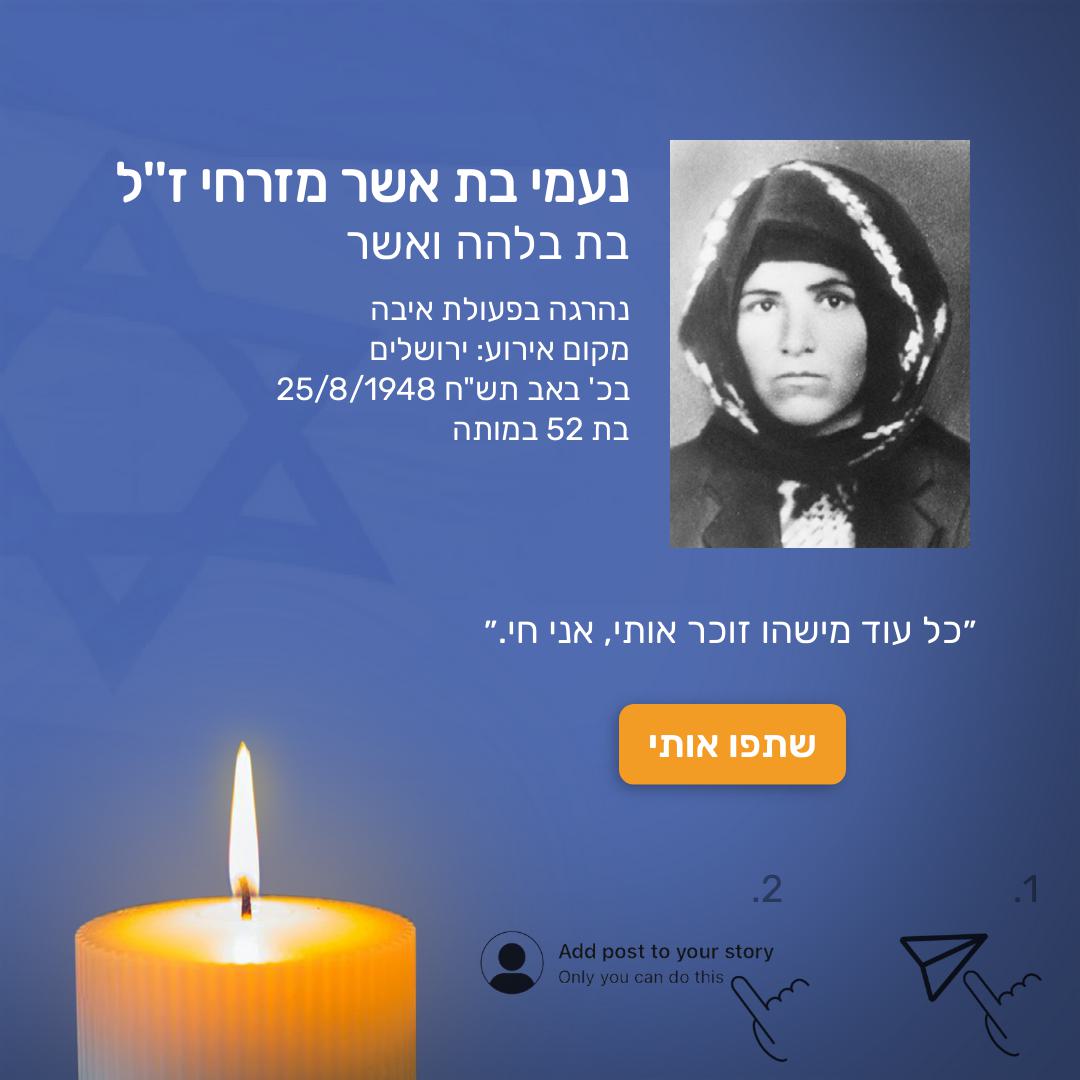 נעמי בת אשר מזרחי ז"ל
בת בלהה ואשר
נהרגה בפעולת איבה
מקום אירוע: ירושלים
בכ' באב תש"ח 25/8/1948
בת 52 במותה
״כל עוד מישהו זוכר אותי, אני חי.״
שתפו אותי
1.
2.
Add post to your story
Only you can do this